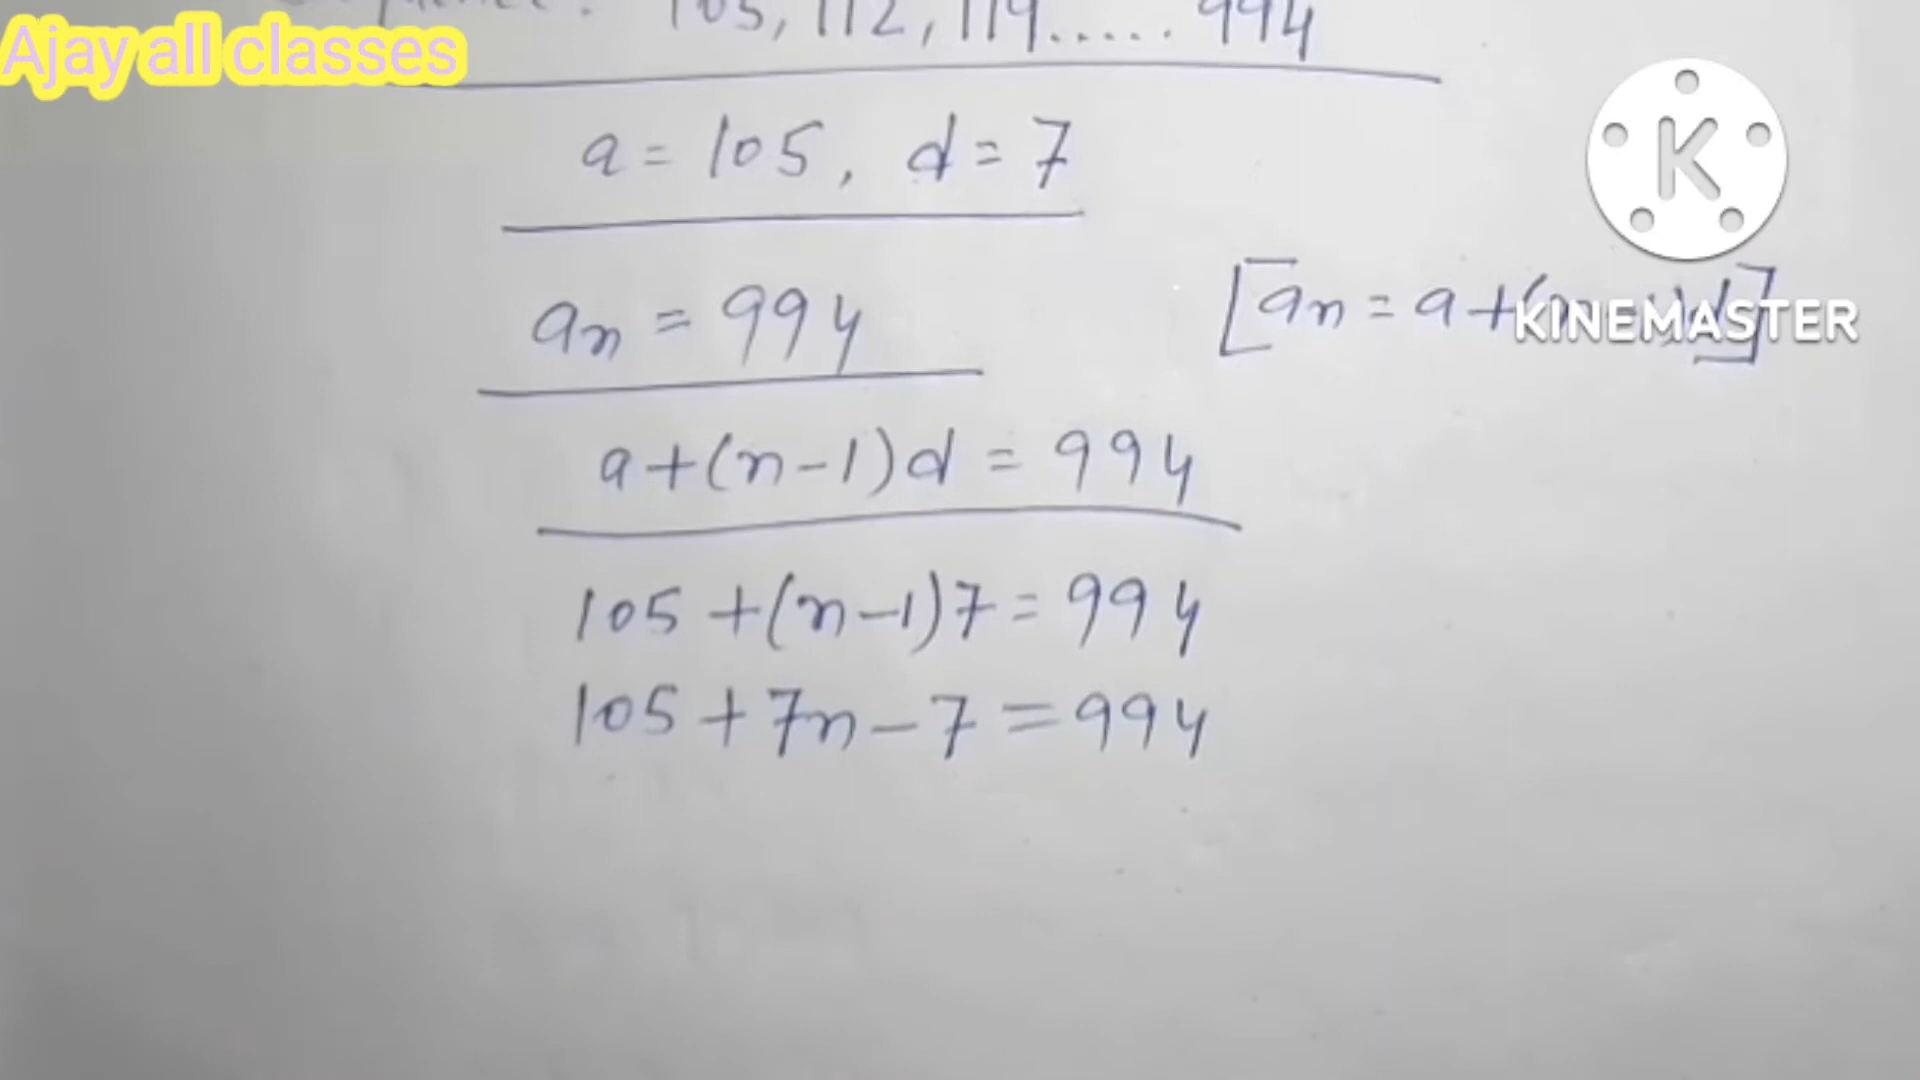 105, 112, 119..... 994
Ajay all classes
a = 105, d = 7
an = 994
[an = a +( d]
KINEMASTER
a+(n-1)d = 994
105 +(n-1)7 = 994
105 + 7n - 7 = 994